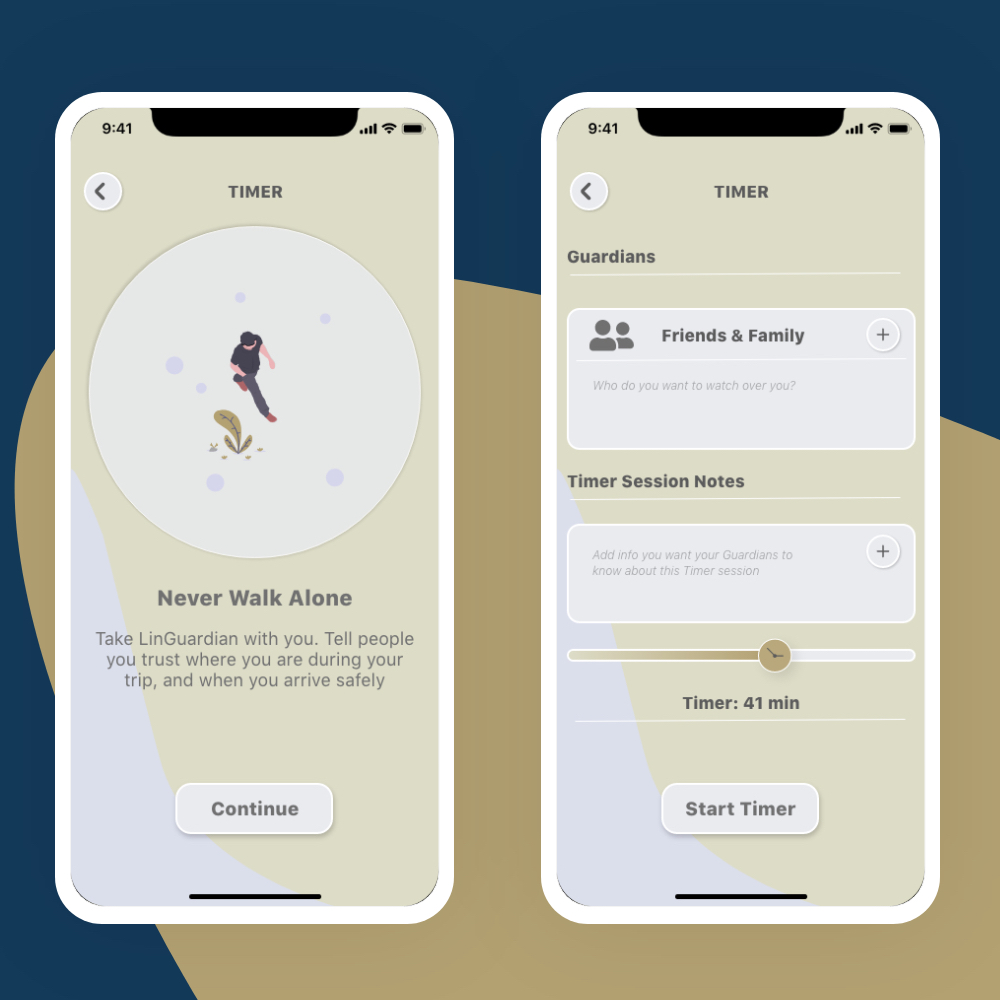 9:41
TIMER
Never Walk Alone
Take LinGuardian with you. Tell people
you trust where you are during your
trip, and when you arrive safely
Continue
9:41
TIMER
Guardians
Friends & Family
+
Who do you want to watch over you?
Timer Session Notes
+
Add info you want your Guardians to
know about this Timer session
Timer: 41 min
Start Timer